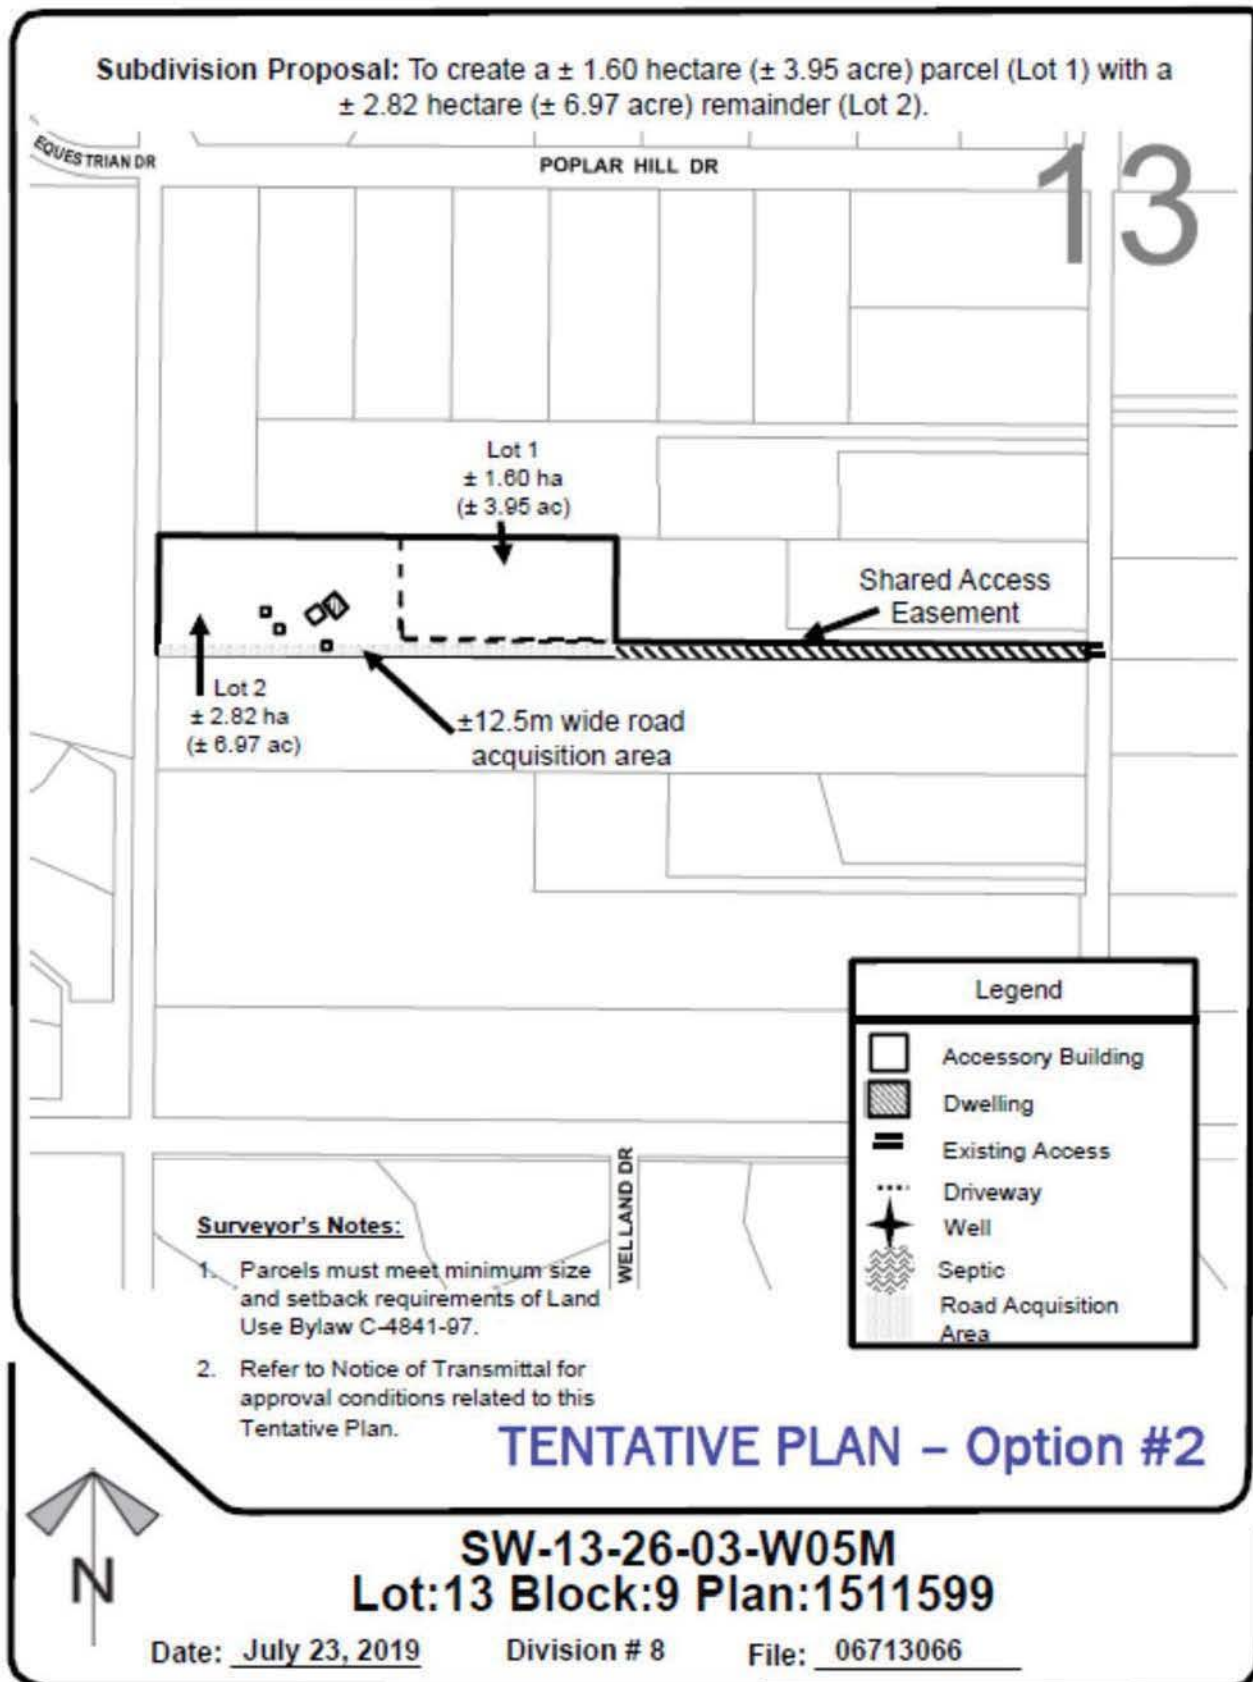 Subdivision Proposal: To create a ± 1.60 hectare (± 3.95 acre) parcel (Lot 1) with a
± 2.82 hectare (± 6.97 acre) remainder (Lot 2).
EQUESTRIAN DR
POPLAR HILL DR
13
Lot 1
± 1.60 ha
(± 3.95 ac)
Shared Access
Easement
Lot 2
± 2.82 ha
(± 6.97 ac)
±12.5m wide road
acquisition area
Legend
Accessory Building
Dwelling
Existing Access
Driveway
Well
Septic
Road Acquisition
Area
WELLAND DR
Surveyor's Notes:
1. Parcels must meet minimum size
and setback requirements of Land
Use Bylaw C-4841-97.
2. Refer to Notice of Transmittal for
approval conditions related to this
Tentative Plan.
TENTATIVE PLAN – Option #2
N
SW-13-26-03-W05M
Lot:13 Block:9 Plan:1511599
Date: July 23, 2019 Division # 8 File: 06713066